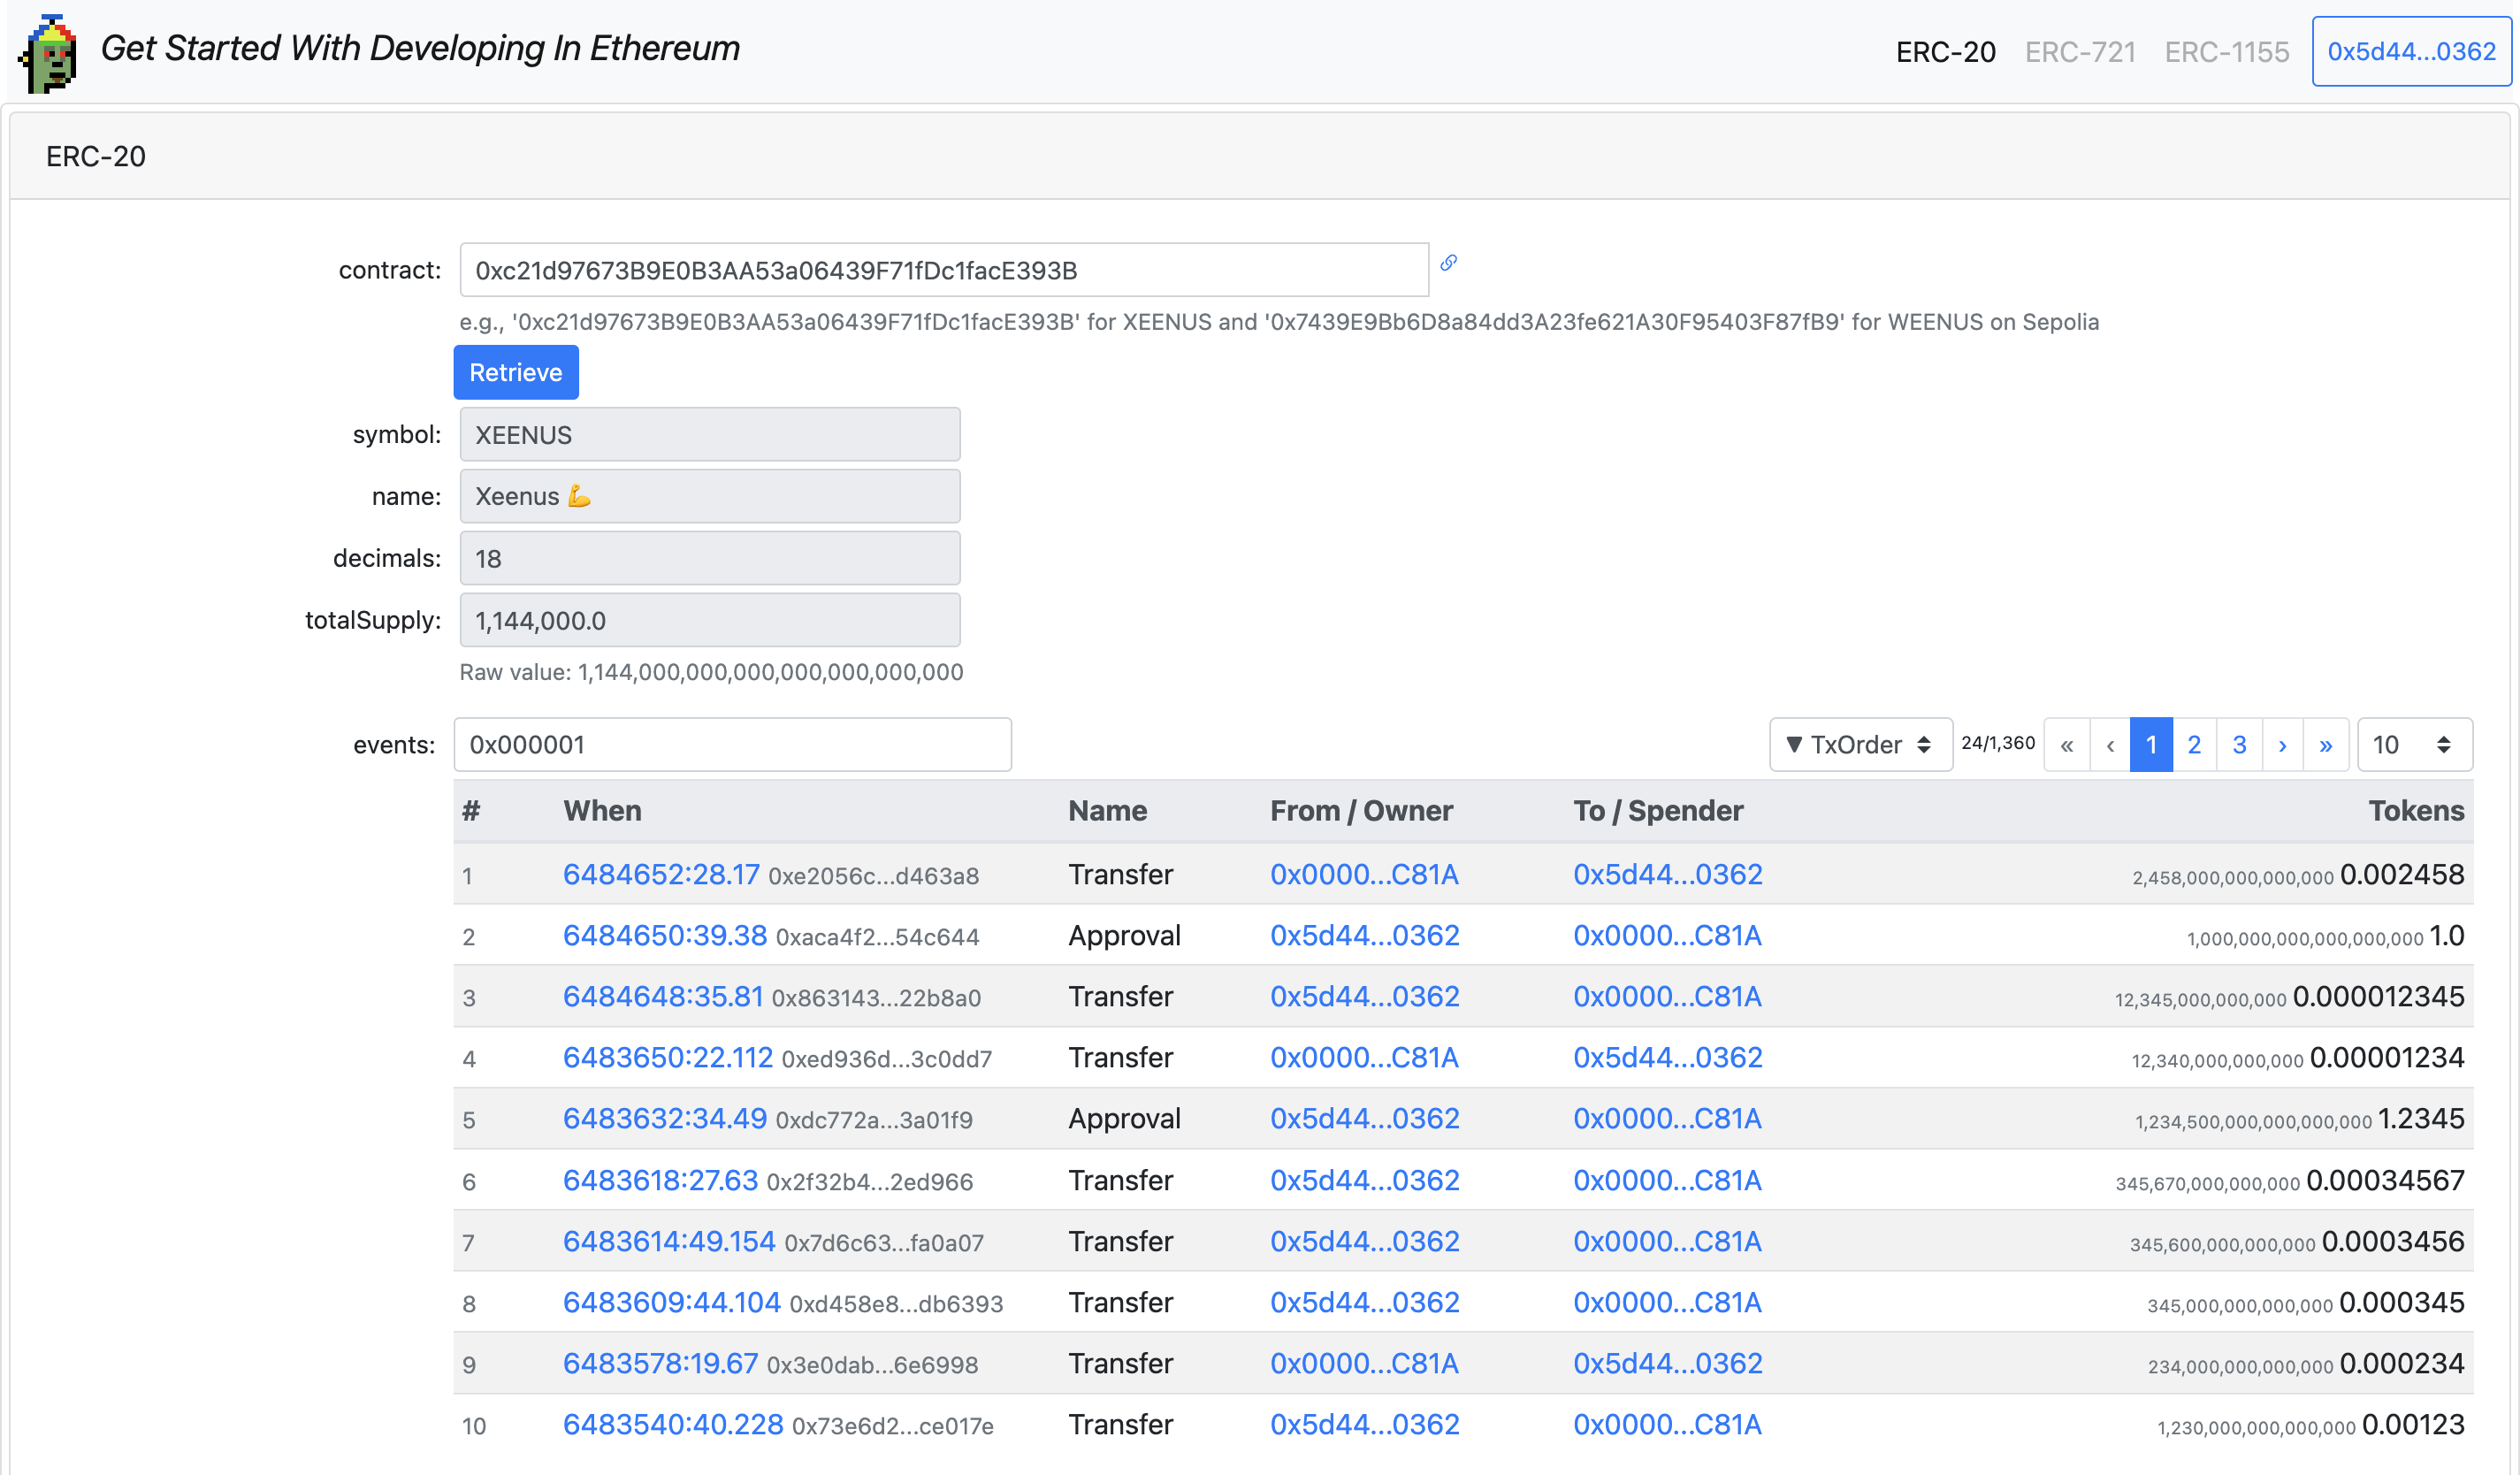 Get Started With Developing In Ethereum ERC-20 ERC-721 ERC-1155 0x5d44...0362
ERC-20
contract: 0xc21d97673B9E0B3AA53a06439F71fDc1facE393B
e.g., '0xc21d97673B9E0B3AA53a06439F71fDc1facE393B' for XEENUS and '0x7439E9Bb6D8a84dd3A23fe621A30F95403F87fB9' for WEENUS on Sepolia
Retrieve
symbol: XEENUS
name: Xeenus 💪
decimals: 18
totalSupply: 1,144,000.0
Raw value: 1,144,000,000,000,000,000,000,000
events: 0x000001 ▼ TxOrder 24/1,360 « ‹ 1 2 3 › » 10
# When Name From / Owner To / Spender Tokens
1 6484652:28.17 0xe2056c...d463a8 Transfer 0x0000...C81A 0x5d44...0362 2,458,000,000,000,000 0.002458
2 6484650:39.38 0xaca4f2...54c644 Approval 0x5d44...0362 0x0000...C81A 1,000,000,000,000,000,000 1.0
3 6484648:35.81 0x863143...22b8a0 Transfer 0x5d44...0362 0x0000...C81A 12,345,000,000,000 0.000012345
4 6483650:22.112 0xed936d...3c0dd7 Transfer 0x0000...C81A 0x5d44...0362 12,340,000,000,000 0.00001234
5 6483632:34.49 0xdc772a...3a01f9 Approval 0x5d44...0362 0x0000...C81A 1,234,500,000,000,000,000 1.2345
6 6483618:27.63 0x2f32b4...2ed966 Transfer 0x5d44...0362 0x0000...C81A 345,670,000,000,000 0.00034567
7 6483614:49.154 0x7d6c63...fa0a07 Transfer 0x5d44...0362 0x0000...C81A 345,600,000,000,000 0.0003456
8 6483609:44.104 0xd458e8...db6393 Transfer 0x5d44...0362 0x0000...C81A 345,000,000,000,000 0.000345
9 6483578:19.67 0x3e0dab...6e6998 Transfer 0x0000...C81A 0x5d44...0362 234,000,000,000,000 0.000234
10 6483540:40.228 0x73e6d2...ce017e Transfer 0x5d44...0362 0x0000...C81A 1,230,000,000,000,000 0.00123